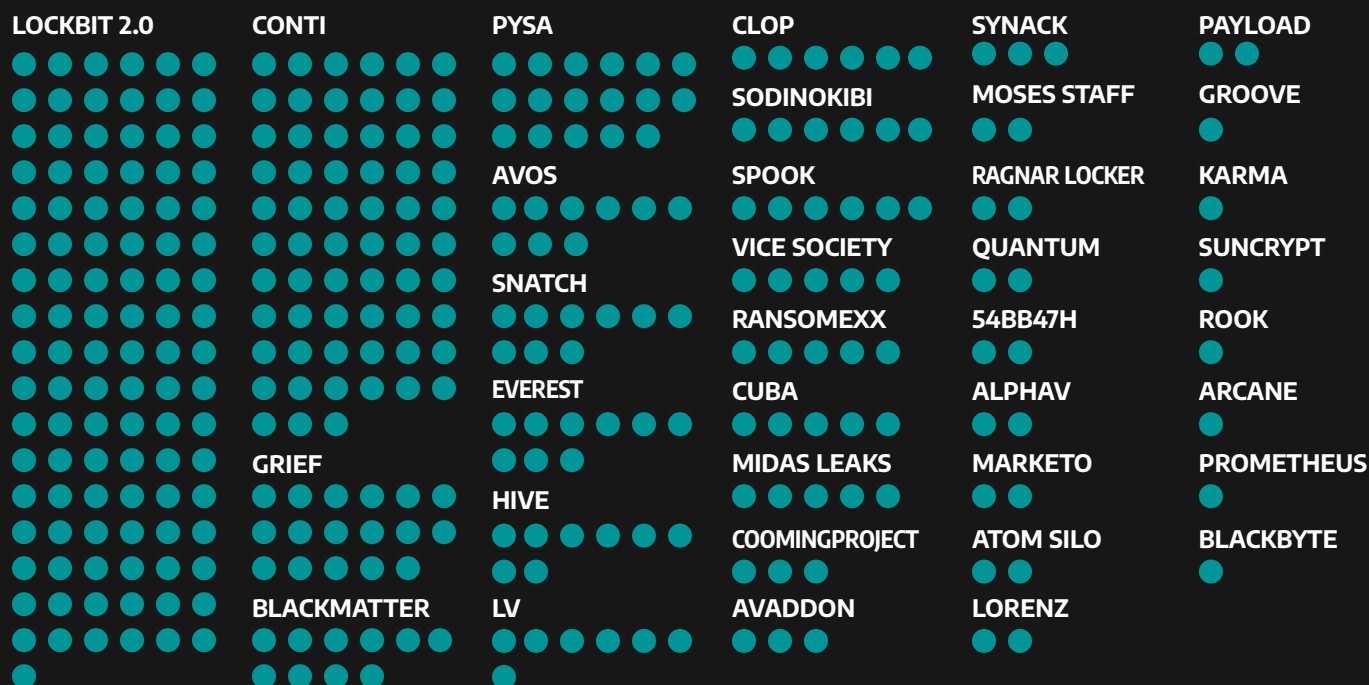 LOCKBIT 2.0
CONTI
GRIEF
BLACKMATTER
PYSA
AVOS
SNATCH
EVEREST
HIVE
LV
CLOP
SODINOKIBI
SPOOK
VICE SOCIETY
RANSOMEXX
CUBA
MIDAS LEAKS
COOMINGPROJECT
AVADDON
SYNACK
MOSES STAFF
RAGNAR LOCKER
QUANTUM
54BB47H
ALPHAV
MARKETO
ATOM SILO
LORENZ
PAYLOAD
GROOVE
KARMA
SUNCRYPT
ROOK
ARCANE
PROMETHEUS
BLACKBYTE